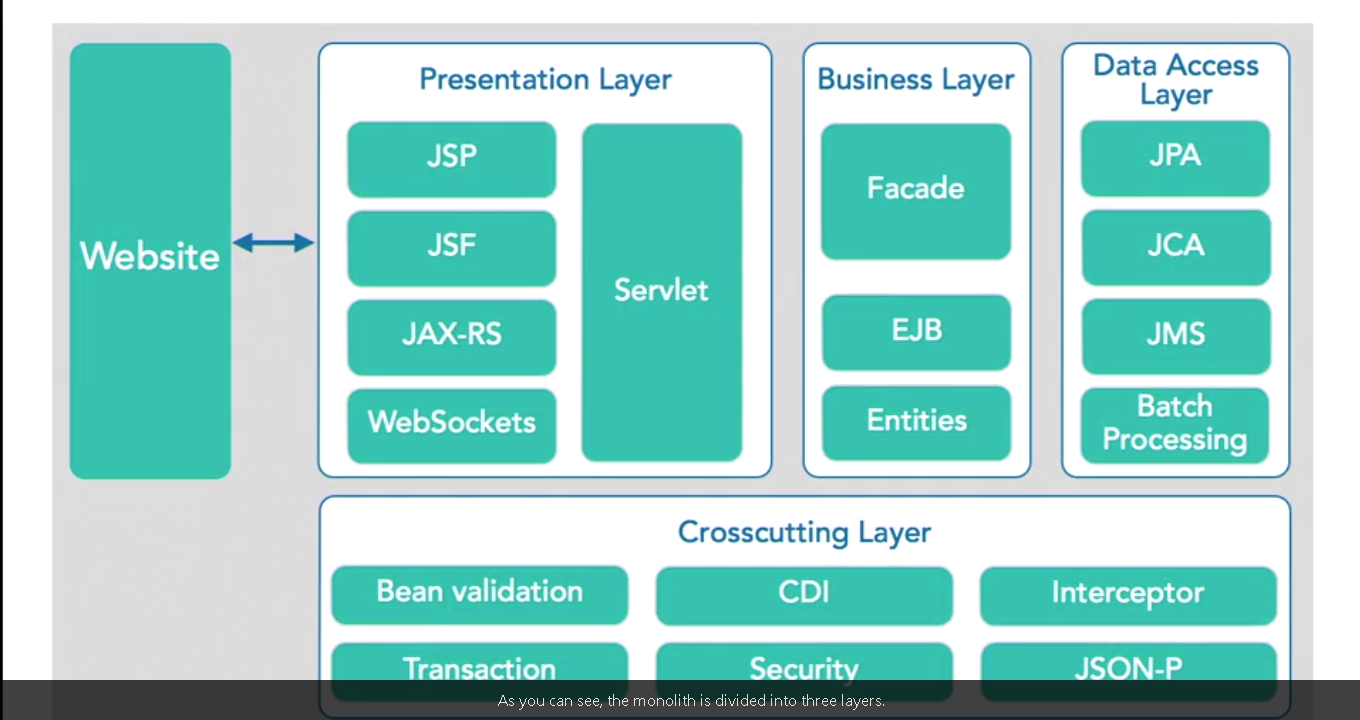 Website
Presentation Layer
JSP
JSF
JAX-RS
WebSockets
Servlet
Business Layer
Facade
EJB
Entities
Data Access
Layer
JPA
JCA
JMS
Batch
Processing
Crosscutting Layer
Bean validation
CDI
Interceptor
Transaction
Security
JSON-P
As you can see, the monolith is divided into three layers.